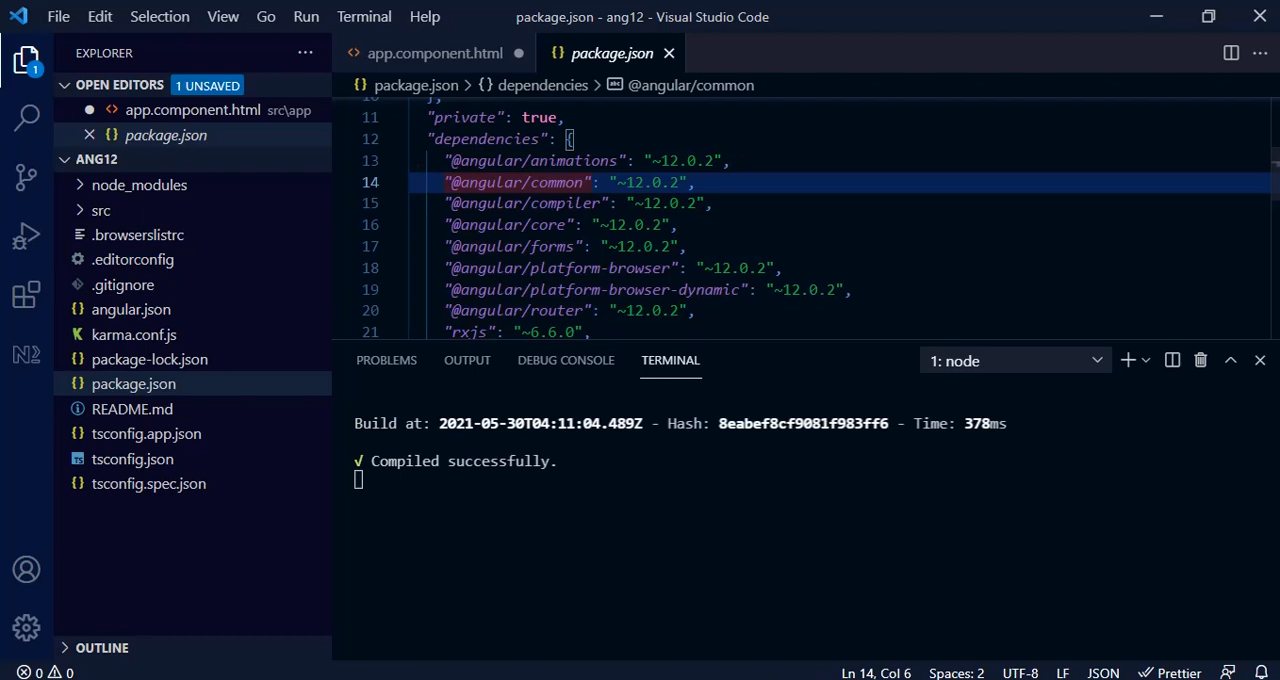 File Edit Selection View Go Run Terminal Help package.json - ang12 - Visual Studio Code
EXPLORER
OPEN EDITORS 1 UNSAVED
app.component.html src\app
package.json
ANG12
node_modules
src
.browserslistrc
.editorconfig
.gitignore
angular.json
karma.conf.js
package-lock.json
package.json
README.md
tsconfig.app.json
tsconfig.json
tsconfig.spec.json
OUTLINE
1
app.component.html package.json
package.json > {} dependencies > @angular/common
10 },
11 "private": true,
12 "dependencies": {
13 "@angular/animations": "~12.0.2",
14 "@angular/common": "~12.0.2",
15 "@angular/compiler": "~12.0.2",
16 "@angular/core": "~12.0.2",
17 "@angular/forms": "~12.0.2",
18 "@angular/platform-browser": "~12.0.2",
19 "@angular/platform-browser-dynamic": "~12.0.2",
20 "@angular/router": "~12.0.2",
21 "rxjs": "~6.6.0",
PROBLEMS OUTPUT DEBUG CONSOLE TERMINAL 1: node
Build at: 2021-05-30T04:11:04.489Z - Hash: 8eabef8cf9081f983ff6 - Time: 378ms
√ Compiled successfully.
0 0 Ln 14, Col 6 Spaces: 2 UTF-8 LF JSON Prettier